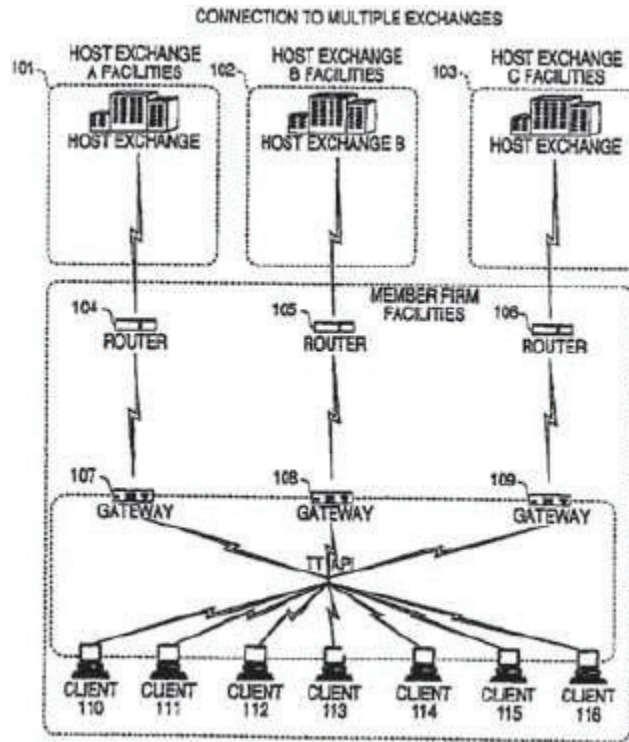 CONNECTION TO MULTIPLE EXCHANGES
HOST EXCHANGE
A FACILITIES
HOST EXCHANGE
B FACILITIES
HOST EXCHANGE
C FACILITIES
101
102
103
HOST EXCHANGE
HOST EXCHANGE B
HOST EXCHANGE
MEMBER FIRM
FACILITIES
104
105
106
ROUTER
ROUTER
ROUTER
107
108
109
GATEWAY
GATEWAY
GATEWAY
TT API
CLIENT
110
CLIENT
111
CLIENT
112
CLIENT
113
CLIENT
114
CLIENT
115
CLIENT
116